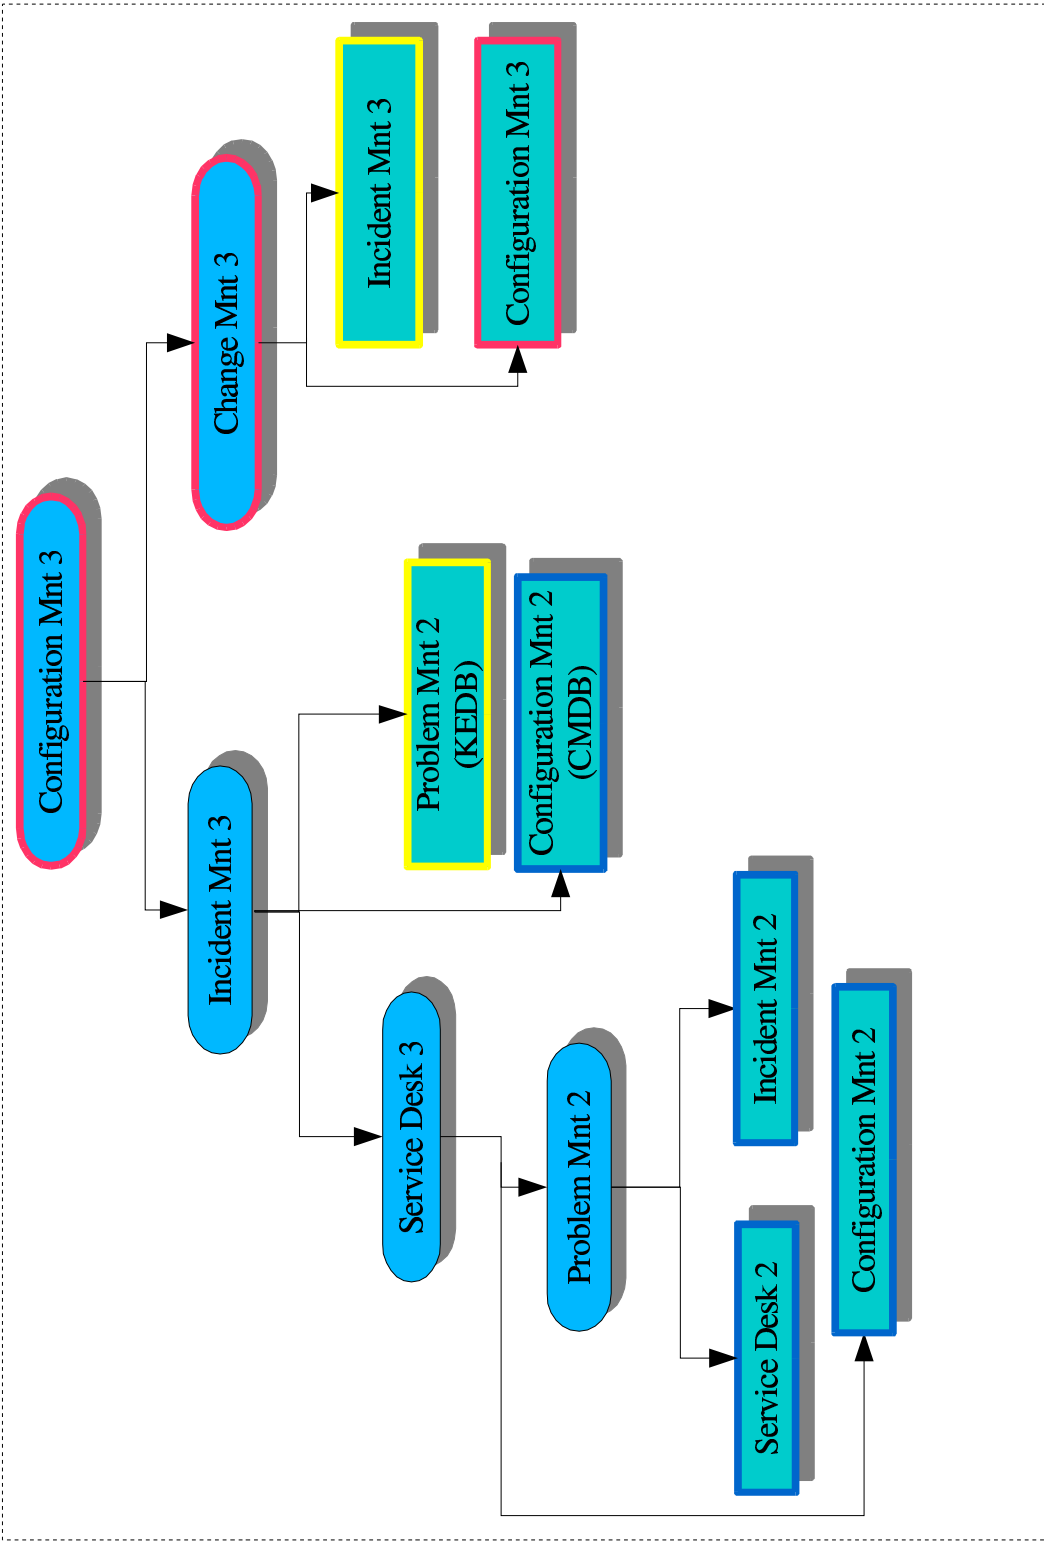 Configuration Mnt 3
Incident Mnt 3
Change Mnt 3
Service Desk 3
Problem Mnt 2
(KEDB)
Configuration Mnt 2
(CMDB)
Incident Mnt 3
Configuration Mnt 3
Problem Mnt 2
Service Desk 2
Incident Mnt 2
Configuration Mnt 2